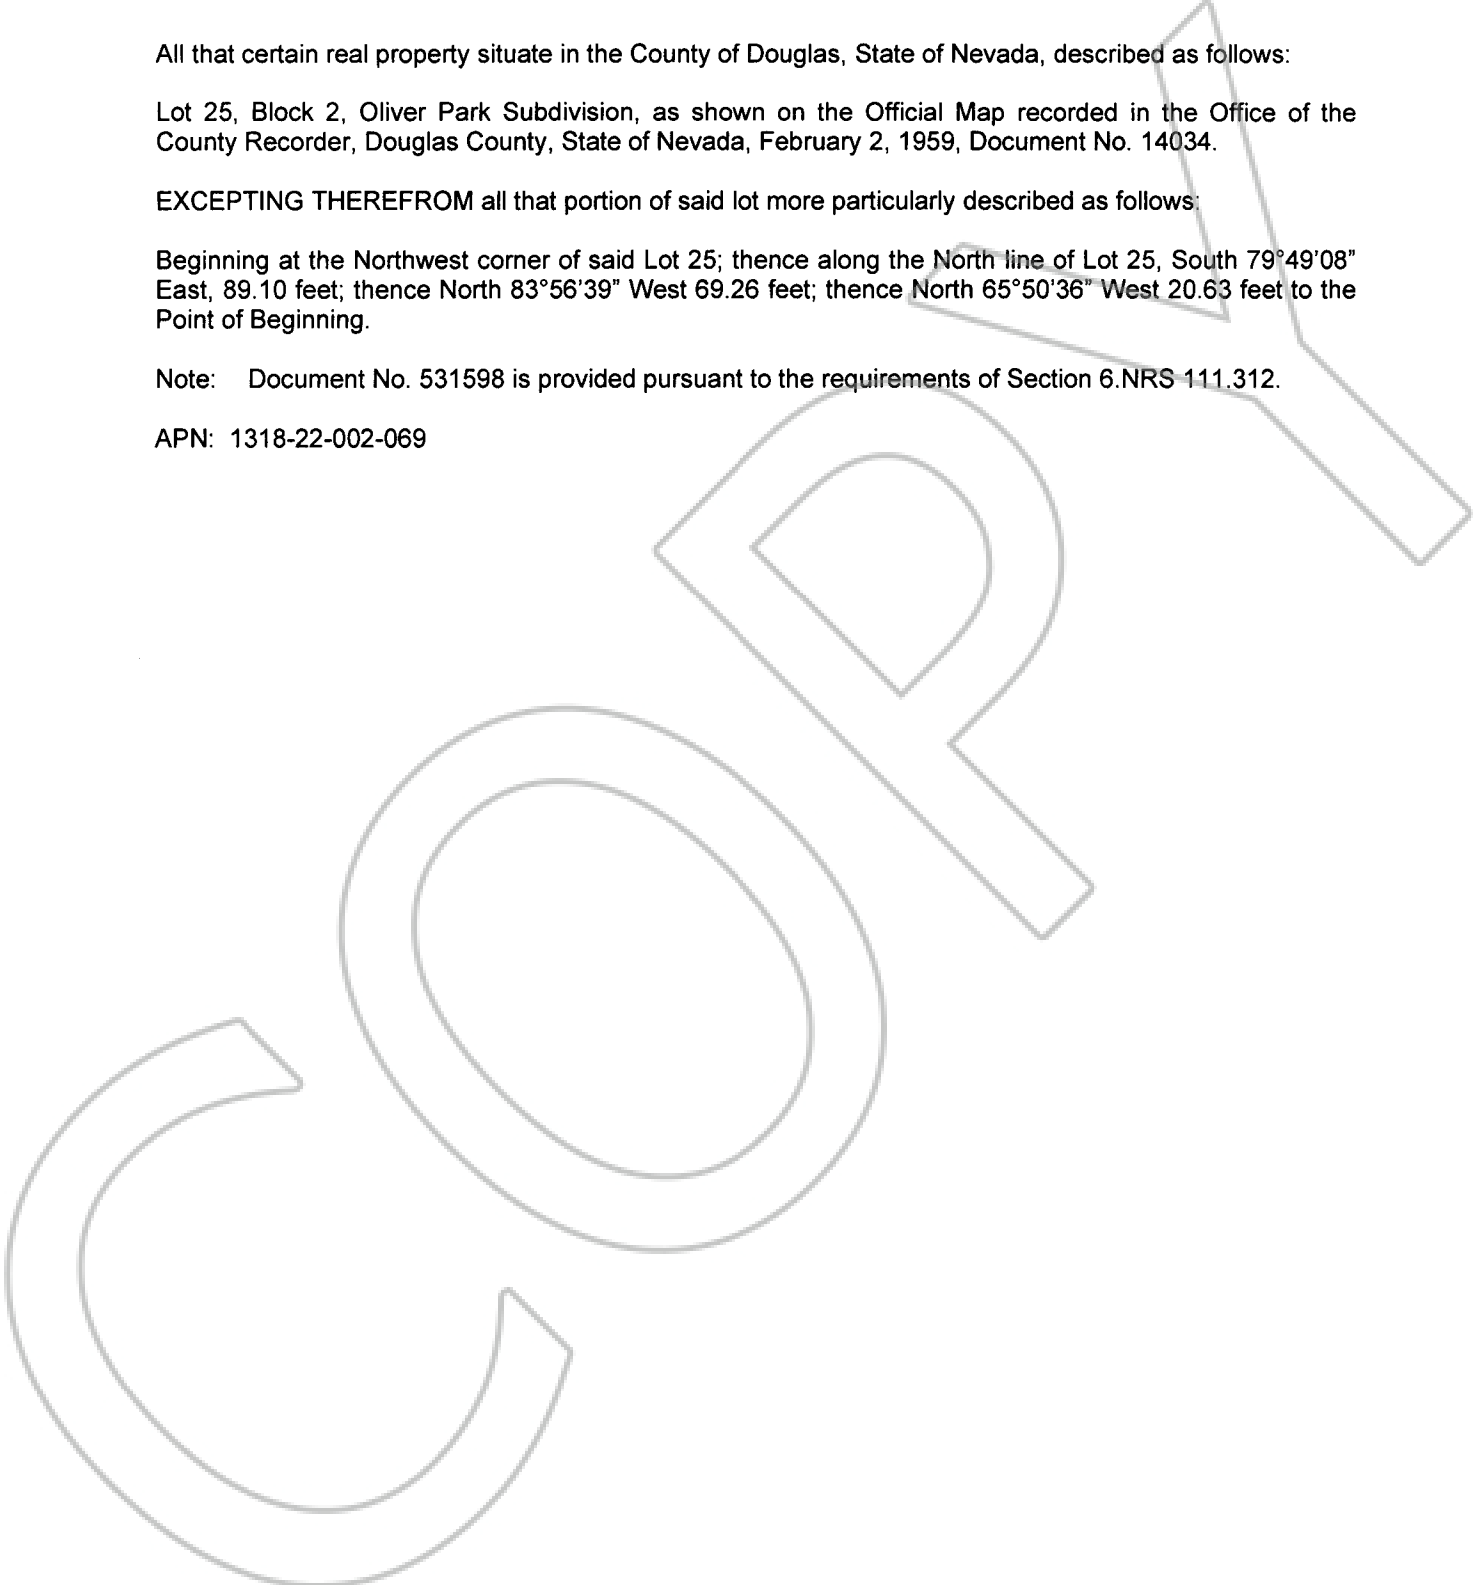 All that certain real property situate in the County of Douglas, State of Nevada, described as follows:
Lot 25, Block 2, Oliver Park Subdivision, as shown on the Official Map recorded in the Office of the
County Recorder, Douglas County, State of Nevada, February 2, 1959, Document No. 14034.
EXCEPTING THEREFROM all that portion of said lot more particularly described as follows:
Beginning at the Northwest corner of said Lot 25; thence along the North line of Lot 25, South 79°49'08"
East, 89.10 feet; thence North 83°56'39" West 69.26 feet; thence North 65°50'36" West 20.63 feet to the
Point of Beginning.
Note: Document No. 531598 is provided pursuant to the requirements of Section 6.NRS 111.312.
APN: 1318-22-002-069
COPY